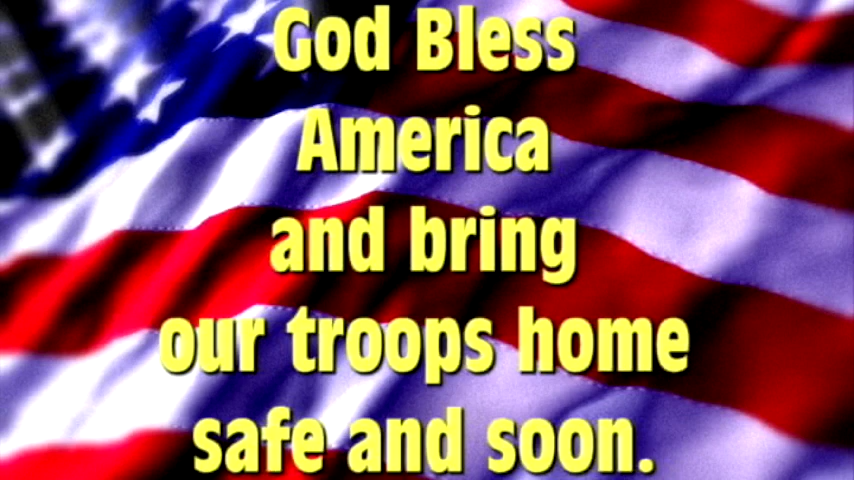 God Bless
America
and bring
our troops home
safe and soon.